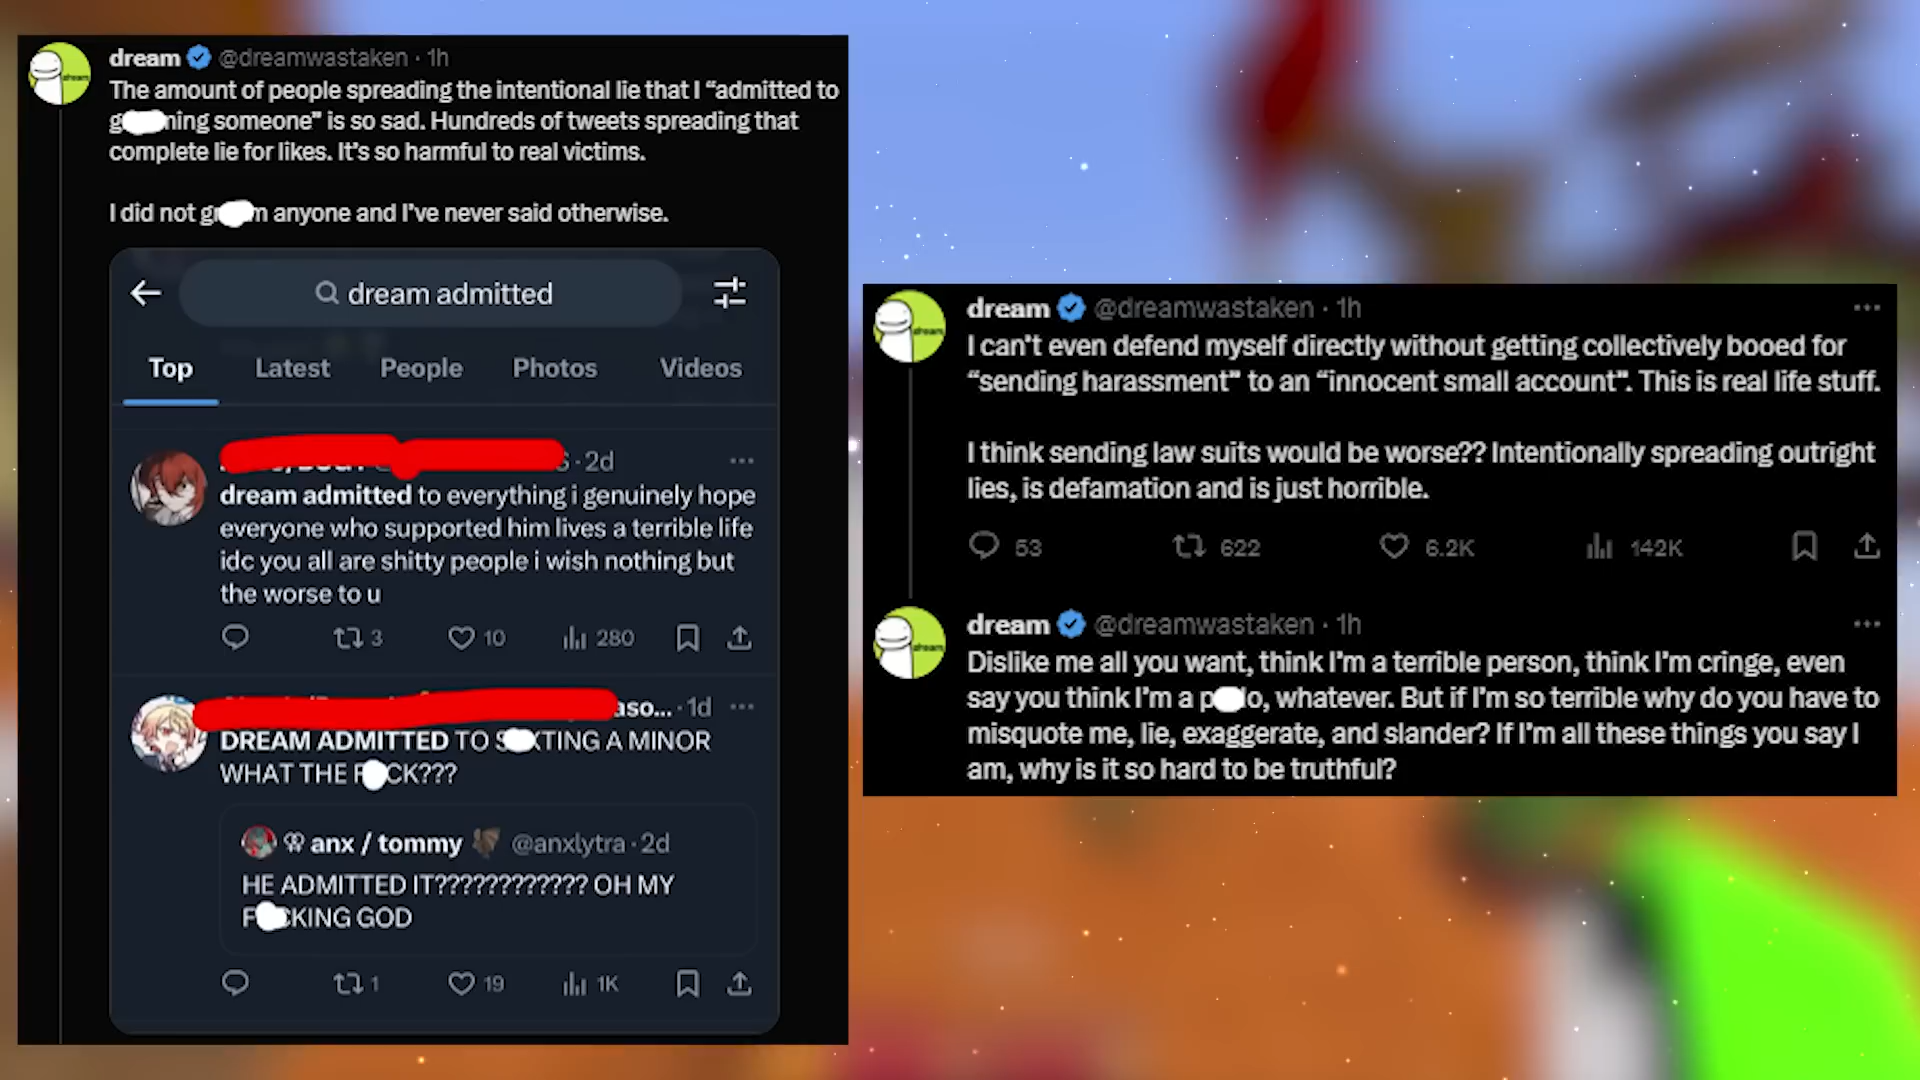 dream @dreamwastaken · 1h
The amount of people spreading the intentional lie that I “admitted to
g ning someone” is so sad. Hundreds of tweets spreading that
complete lie for likes. It’s so harmful to real victims.
I did not gr m anyone and I’ve never said otherwise.
dream admitted
Top Latest People Photos Videos
· 2d
dream admitted to everything i genuinely hope
everyone who supported him lives a terrible life
idc you all are shitty people i wish nothing but
the worse to u
3 10 280
aso... · 1d
DREAM ADMITTED TO S XTING A MINOR
WHAT THE F CK???
anx / tommy @anxlytra · 2d
HE ADMITTED IT???????????? OH MY
F CKING GOD
1 19 1K
dream @dreamwastaken · 1h
I can’t even defend myself directly without getting collectively booed for
“sending harassment” to an “innocent small account”. This is real life stuff.
I think sending law suits would be worse?? Intentionally spreading outright
lies, is defamation and is just horrible.
53 622 6.2K 142K
dream @dreamwastaken · 1h
Dislike me all you want, think I’m a terrible person, think I’m cringe, even
say you think I’m a p lo, whatever. But if I’m so terrible why do you have to
misquote me, lie, exaggerate, and slander? If I’m all these things you say I
am, why is it so hard to be truthful?